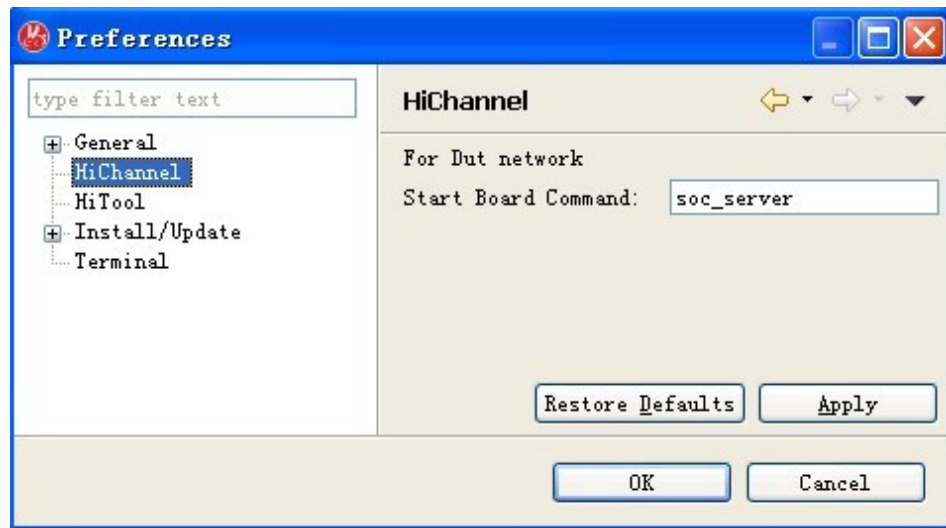 Preferences
type filter text
General
HiChannel
HiTool
Install/Update
Terminal
HiChannel
For Dut network
Start Board Command: soc_server
Restore Defaults Apply
OK Cancel